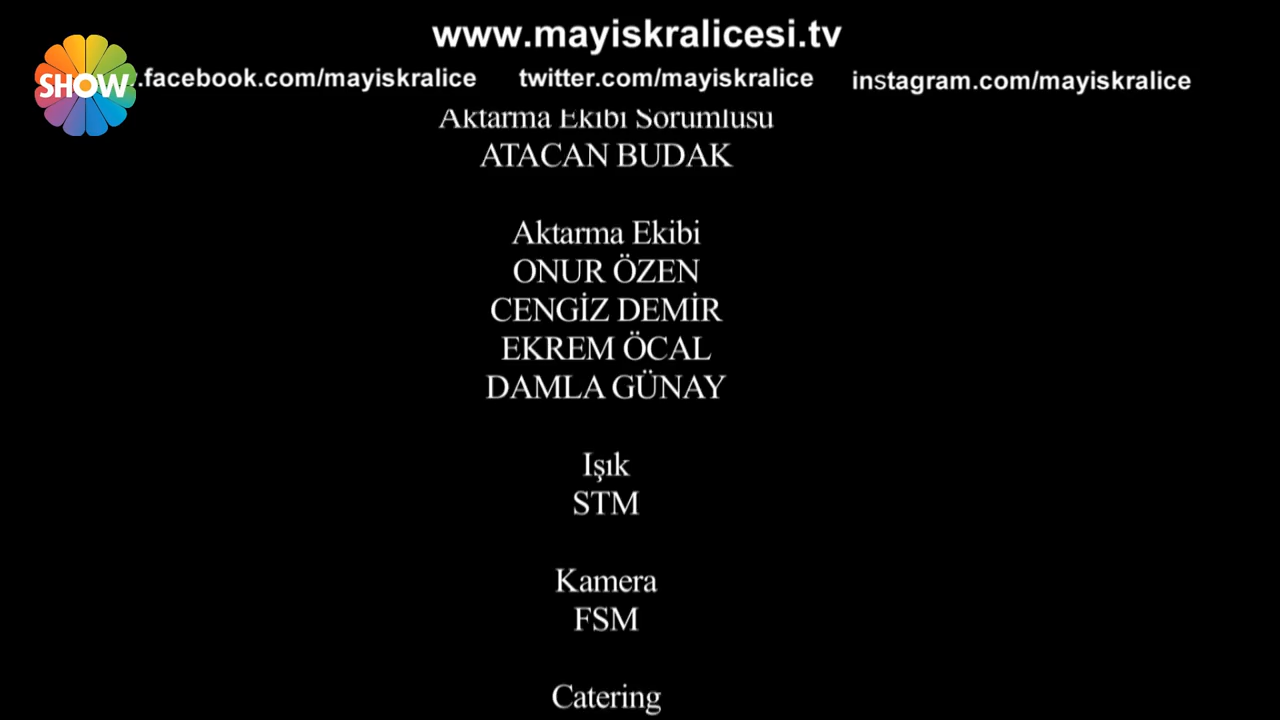 www.mayiskralicesi.tv
SHOW .facebook.com/mayiskralice twitter.com/mayiskralice instagram.com/mayiskralice
Aktarma Ekibi Sorumlusu
ATACAN BUDAK
Aktarma Ekibi
ONUR ÖZEN
CENGİZ DEMİR
EKREM ÖCAL
DAMLA GÜNAY
Işık
STM
Kamera
FSM
Catering